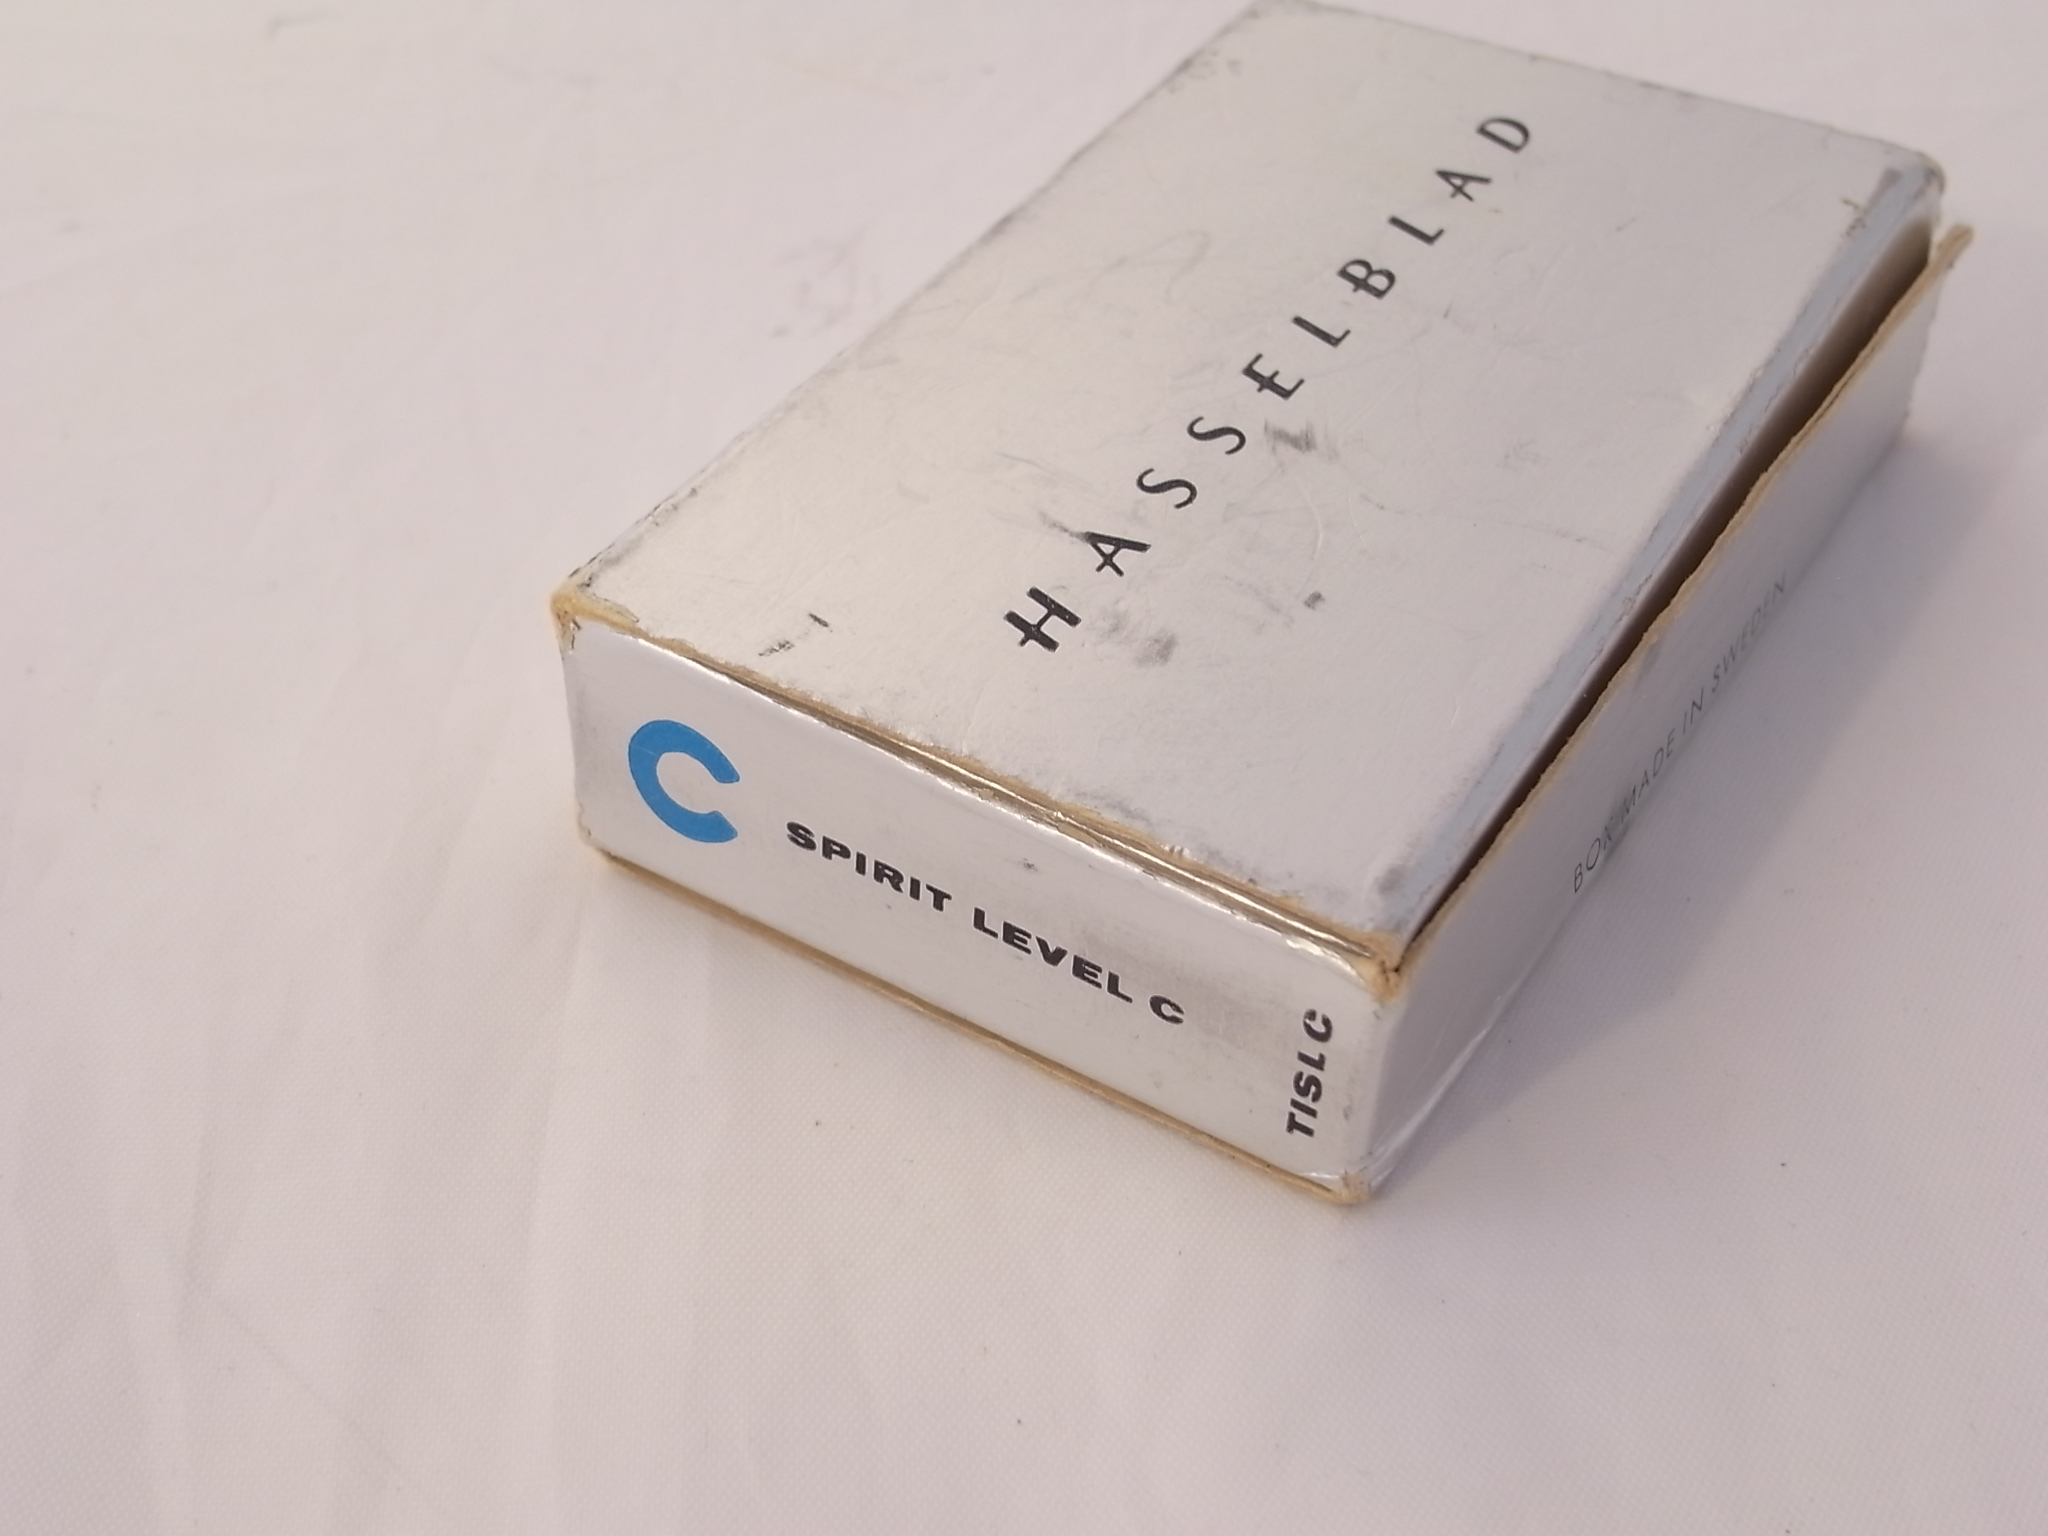 HASSELBLAD
C
SPIRIT LEVEL C
TISLC
BOX MADE IN SWEDEN